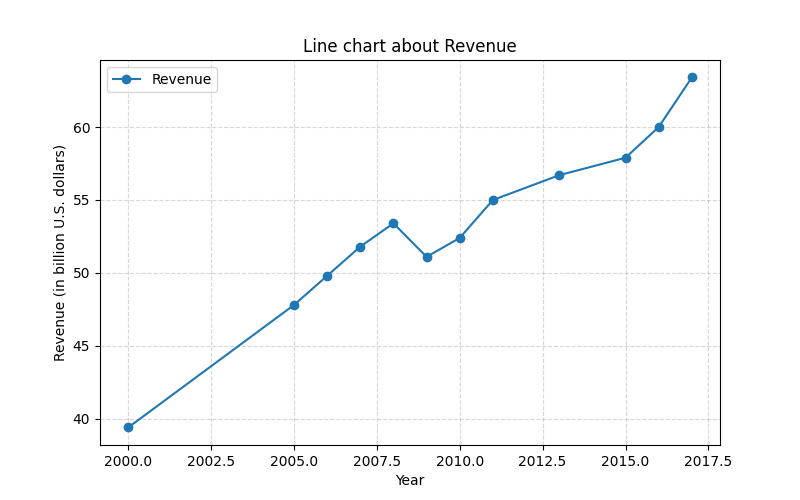 Line chart about Revenue
Revenue
Revenue (in billion U.S. dollars)
60
55
50
45
40
2000.0 2002.5 2005.0 2007.5 2010.0 2012.5 2015.0 2017.5
Year